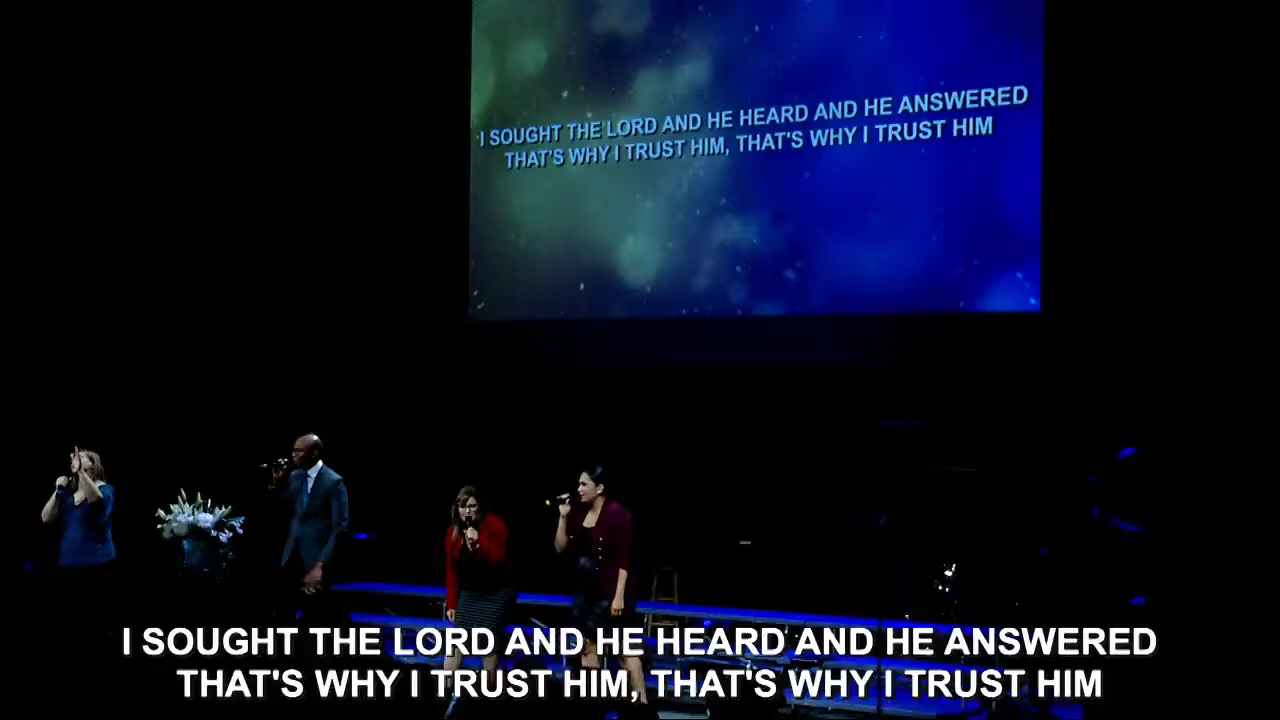 I SOUGHT THE LORD AND HE HEARD AND HE ANSWERED
THAT'S WHY I TRUST HIM, THAT'S WHY I TRUST HIM
I SOUGHT THE LORD AND HE HEARD AND HE ANSWERED
THAT'S WHY I TRUST HIM, THAT'S WHY I TRUST HIM